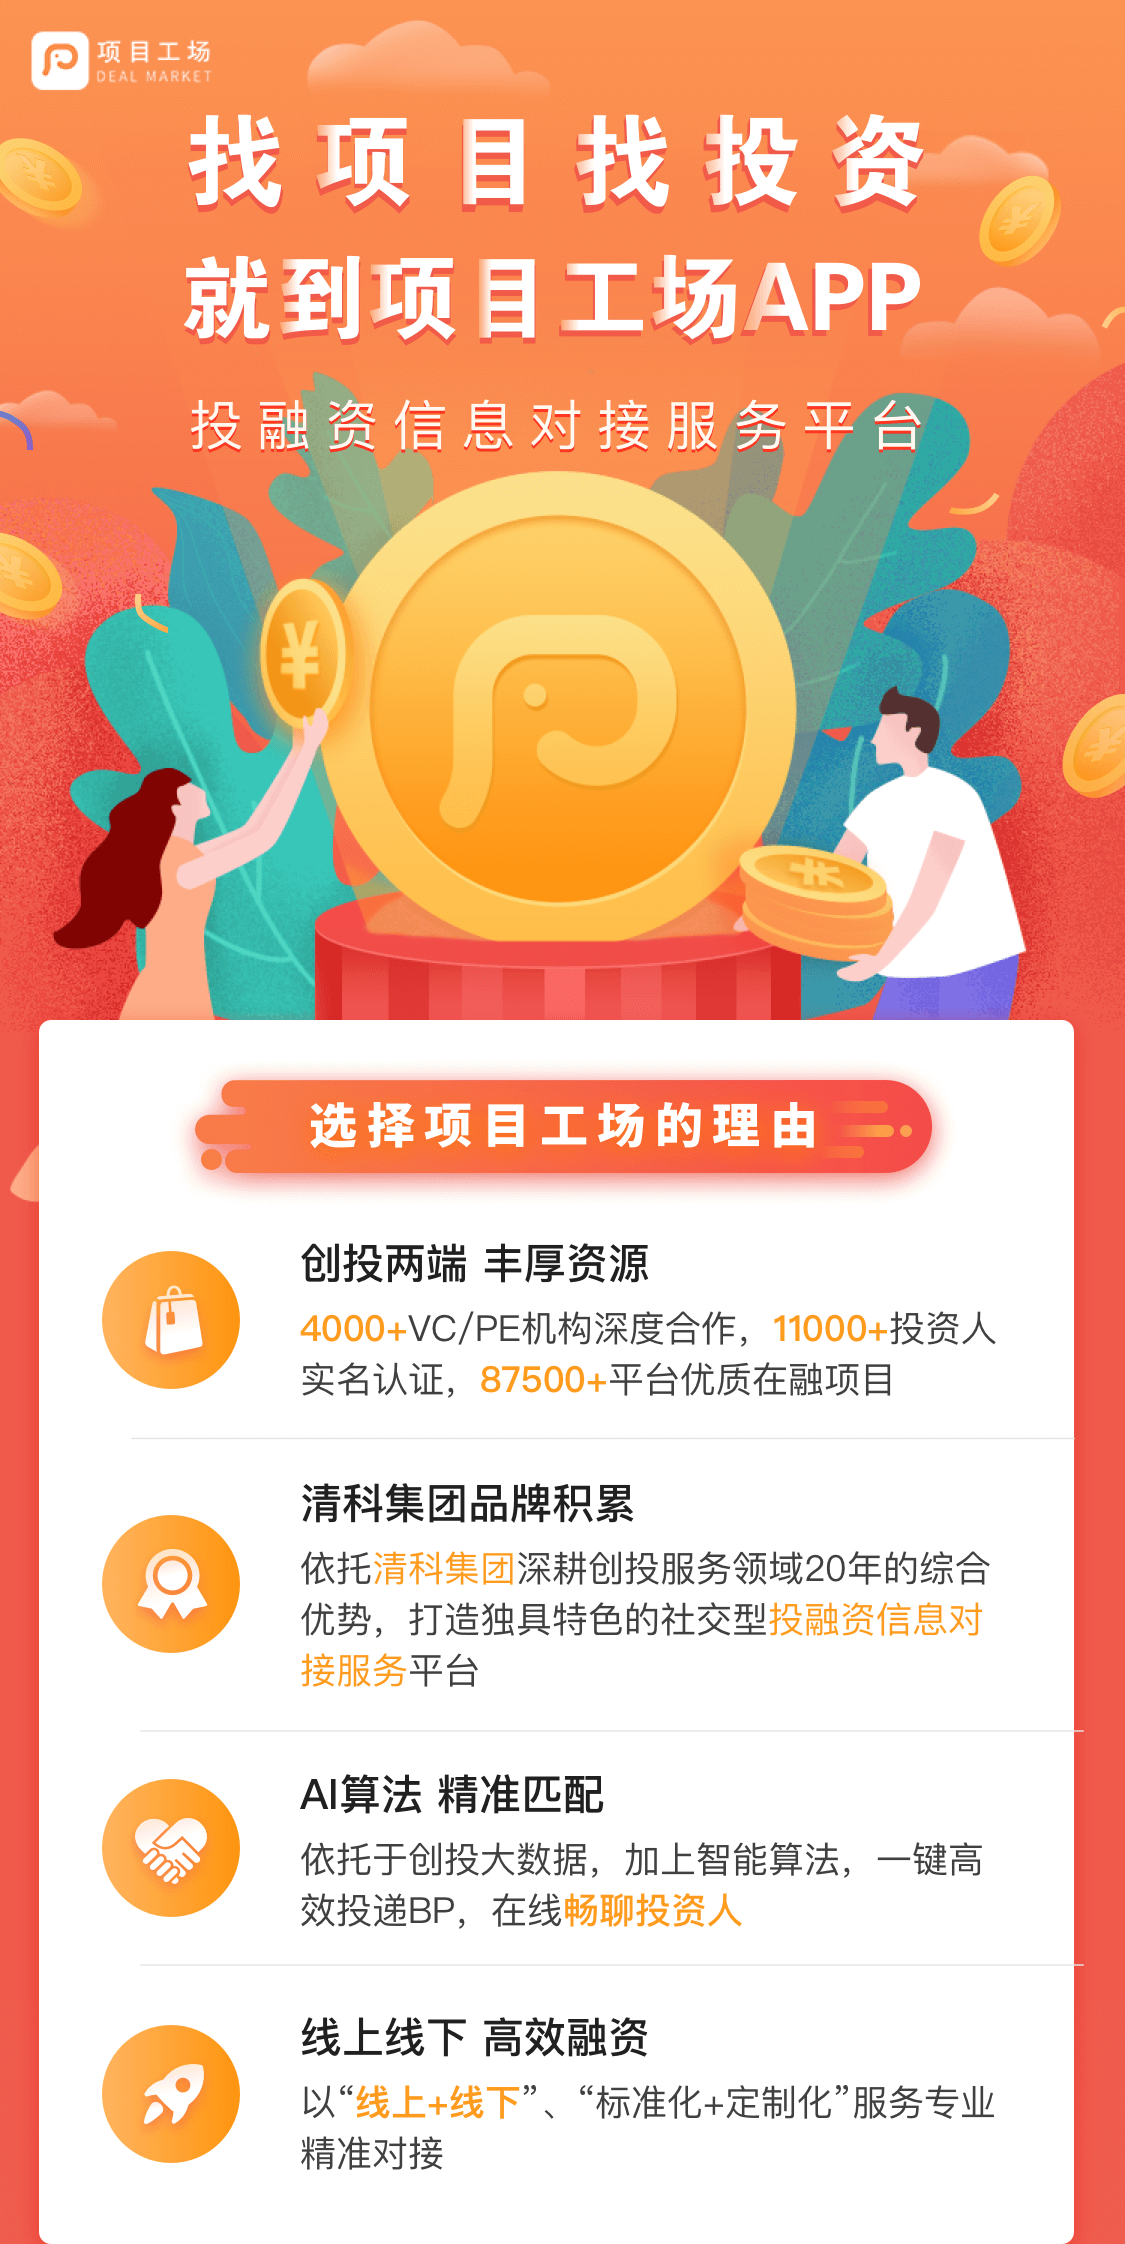 项目工场
DEAL MARKET
找项目找投资
就到项目工场APP
投融资信息对接服务平台
¥
¥
¥
¥
¥
¥
选择项目工场的理由
创投两端 丰厚资源
4000+VC/PE机构深度合作，11000+投资人
实名认证，87500+平台优质在融项目
清科集团品牌积累
依托清科集团深耕创投服务领域20年的综合
优势，打造独具特色的社交型投融资信息对
接服务平台
AI算法 精准匹配
依托于创投大数据，加上智能算法，一键高
效投递BP，在线畅聊投资人
线上线下 高效融资
以“线上+线下”、“标准化+定制化”服务专业
精准对接